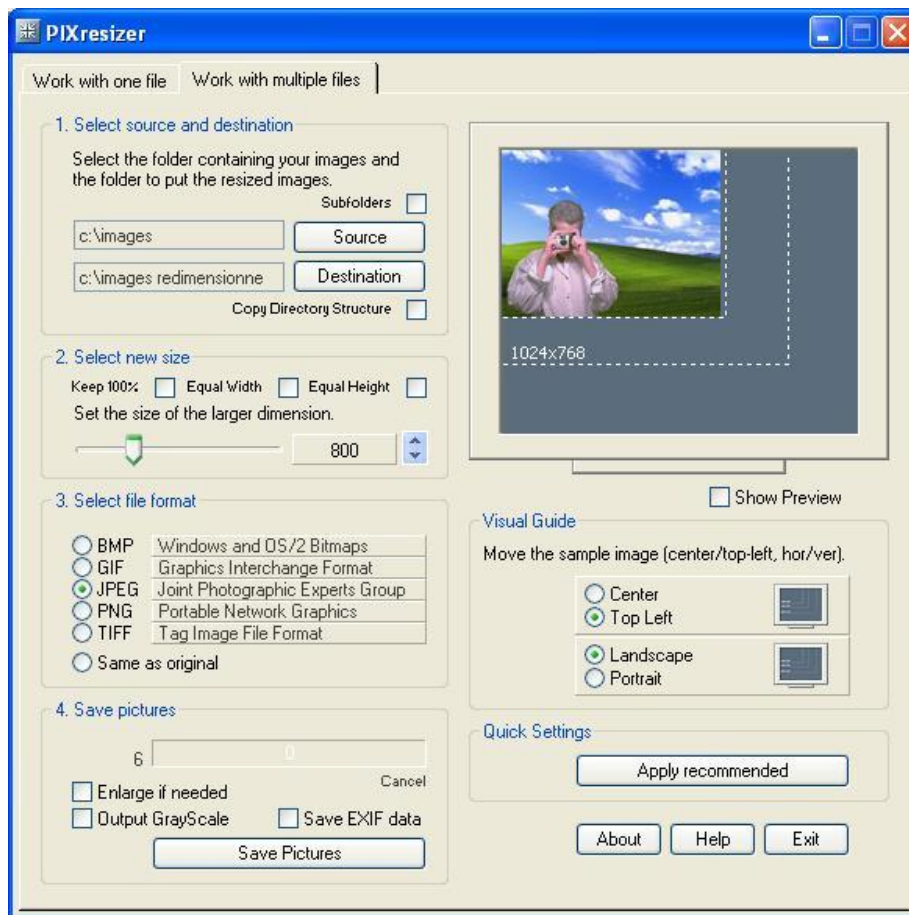 PIXresizer
Work with one file
Work with multiple files
1. Select source and destination
Select the folder containing your images and
the folder to put the resized images.
Subfolders
c:\images
Source
c:\images redimensionne
Destination
Copy Directory Structure
2. Select new size
Keep 100% Equal Width Equal Height
Set the size of the larger dimension.
800
3. Select file format
BMP Windows and OS/2 Bitmaps
GIF Graphics Interchange Format
JPEG Joint Photographic Experts Group
PNG Portable Network Graphics
TIFF Tag Image File Format
Same as original
4. Save pictures
6 0
Cancel
Enlarge if needed
Output GrayScale Save EXIF data
Save Pictures
1024x768
Show Preview
Visual Guide
Move the sample image (center/top-left, hor/ver).
Center
Top Left
Landscape
Portrait
Quick Settings
Apply recommended
About Help Exit